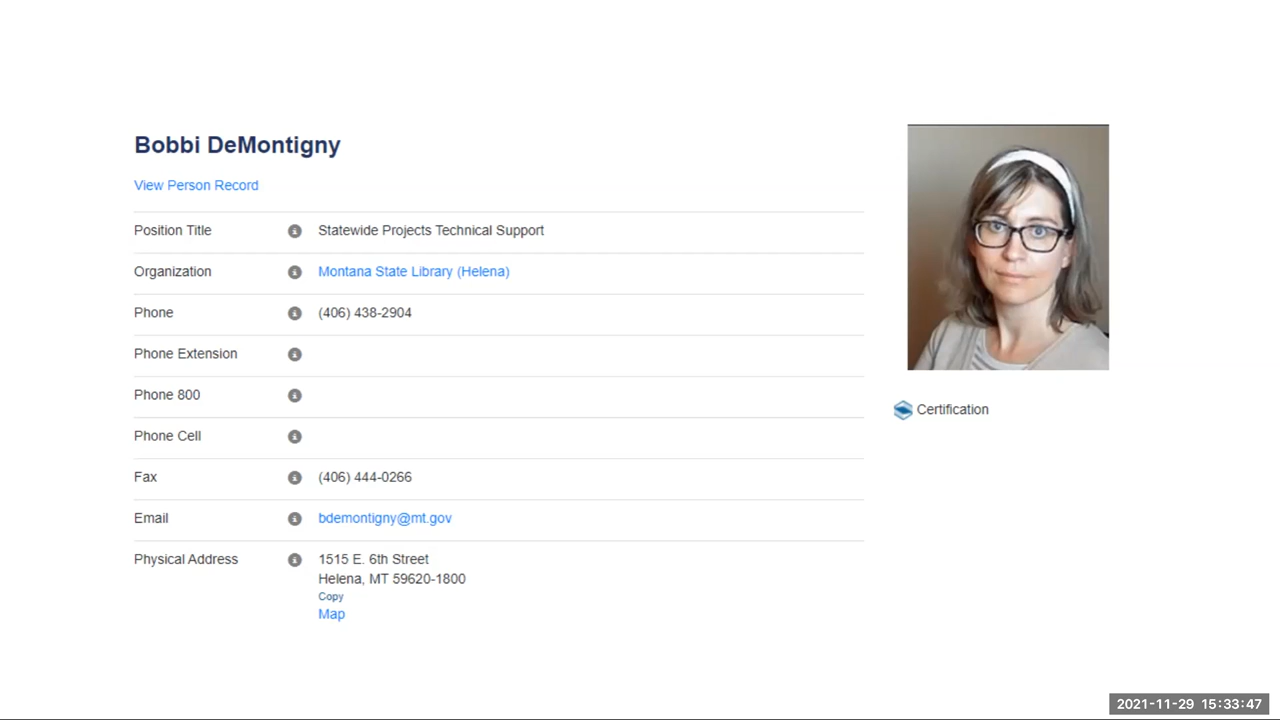 Bobbi DeMontigny
View Person Record
Position Title Statewide Projects Technical Support
Organization Montana State Library (Helena)
Phone (406) 438-2904
Phone Extension
Phone 800
Phone Cell
Fax (406) 444-0266
Email bdemontigny@mt.gov
Physical Address 1515 E. 6th Street
Helena, MT 59620-1800
Copy
Map
Certification
2021-11-29 15:33:47